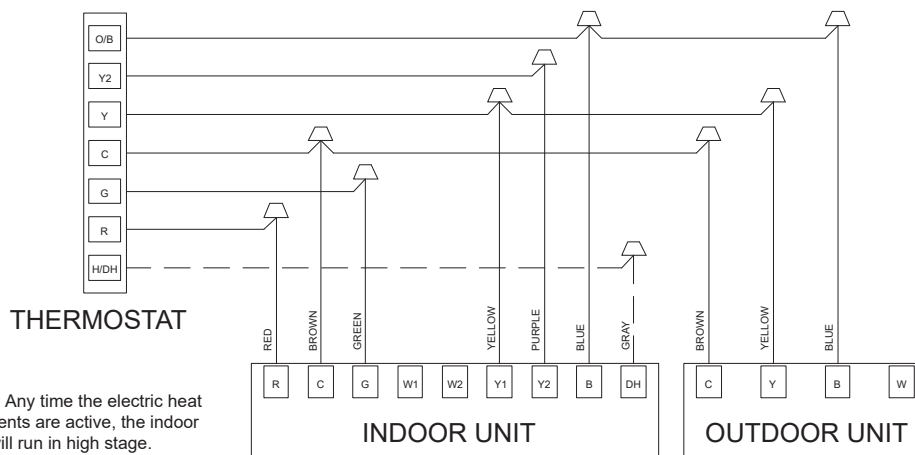 O/B
Y2
Y
C
G
R
H/DH
THERMOSTAT
RED
BROWN
GREEN
YELLOW
PURPLE
BLUE
GRAY
BROWN
YELLOW
BLUE
R C G W1 W2 Y1 Y2 B DH
C Y B W
INDOOR UNIT
OUTDOOR UNIT
Any time the electric heat
ents are active, the indoor
ill run in high stage.